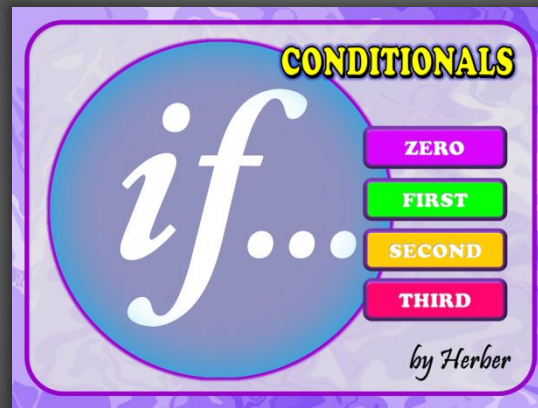 CONDITIONALS
if...
ZERO
FIRST
SECOND
THIRD
by Herber